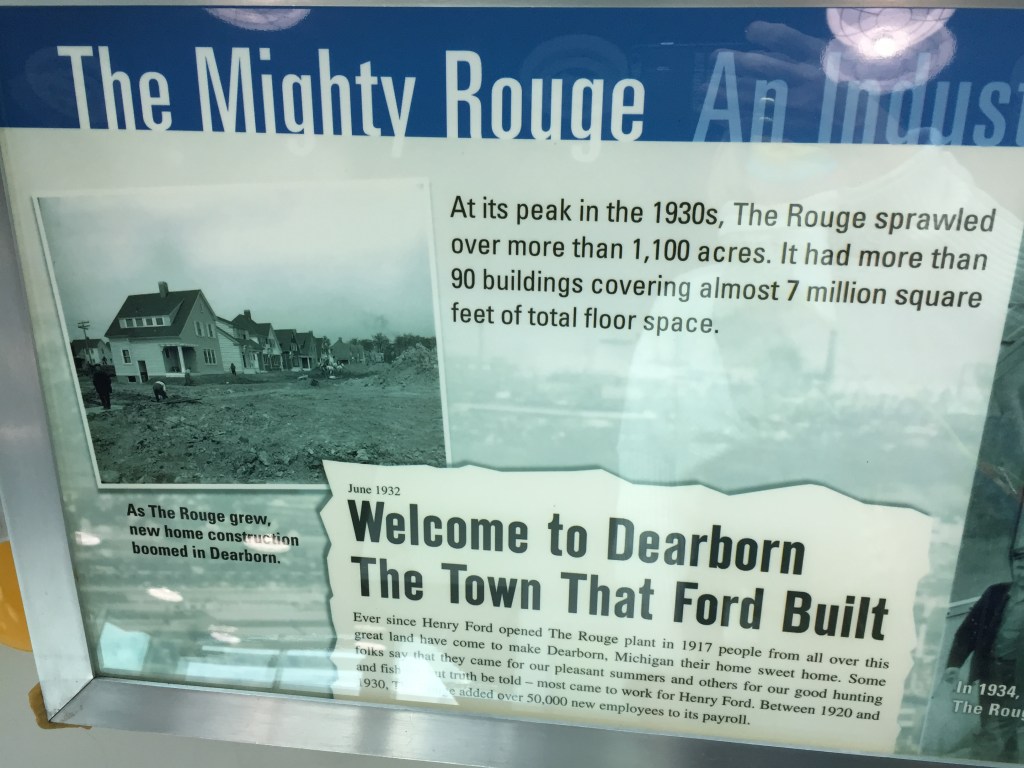 The Mighty Rouge An Indust
At its peak in the 1930s, The Rouge sprawled
over more than 1,100 acres. It had more than
90 buildings covering almost 7 million square
feet of total floor space.
As The Rouge grew,
new home construction
boomed in Dearborn.
June 1932
Welcome to Dearborn
The Town That Ford Built
Ever since Henry Ford opened The Rouge plant in 1917 people from all over this
great land have come to make Dearborn, Michigan their home sweet home. Some
folks say that they came for our pleasant summers and others for our good hunting
and fish ut truth be told – most came to work for Henry Ford. Between 1920 and
1930, added over 50,000 new employees to its payroll.
In 1934,
The Roug